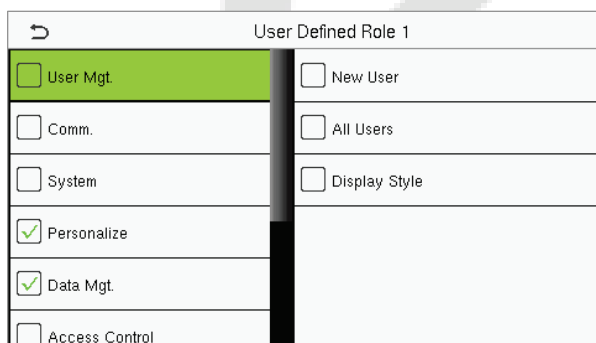 User Defined Role 1
User Mgt.
Comm.
System
Personalize
Data Mgt.
Access Control
New User
All Users
Display Style